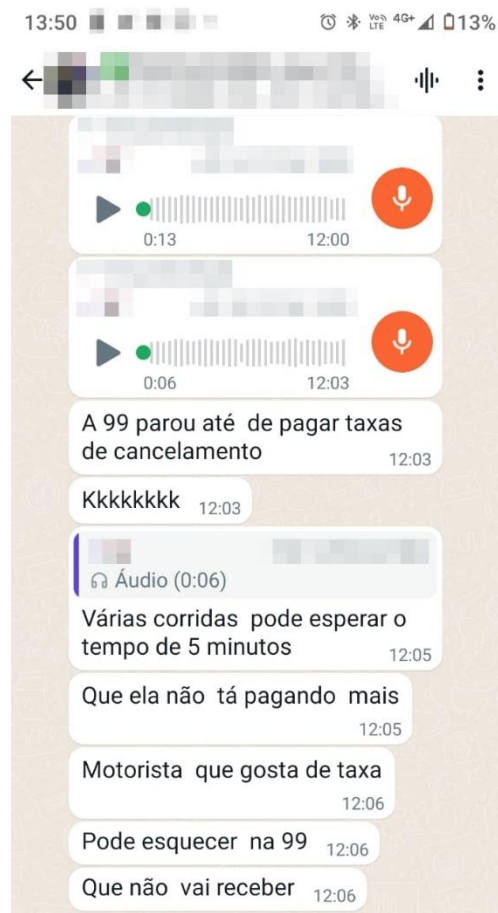 13:50 Vo)) LTE 4G+ 13%
0:13 12:00
0:06 12:03
A 99 parou até de pagar taxas
de cancelamento 12:03
Kkkkkkkk 12:03
Áudio (0:06)
Várias corridas pode esperar o
tempo de 5 minutos 12:05
Que ela não tá pagando mais
12:05
Motorista que gosta de taxa
12:06
Pode esquecer na 99 12:06
Que não vai receber 12:06